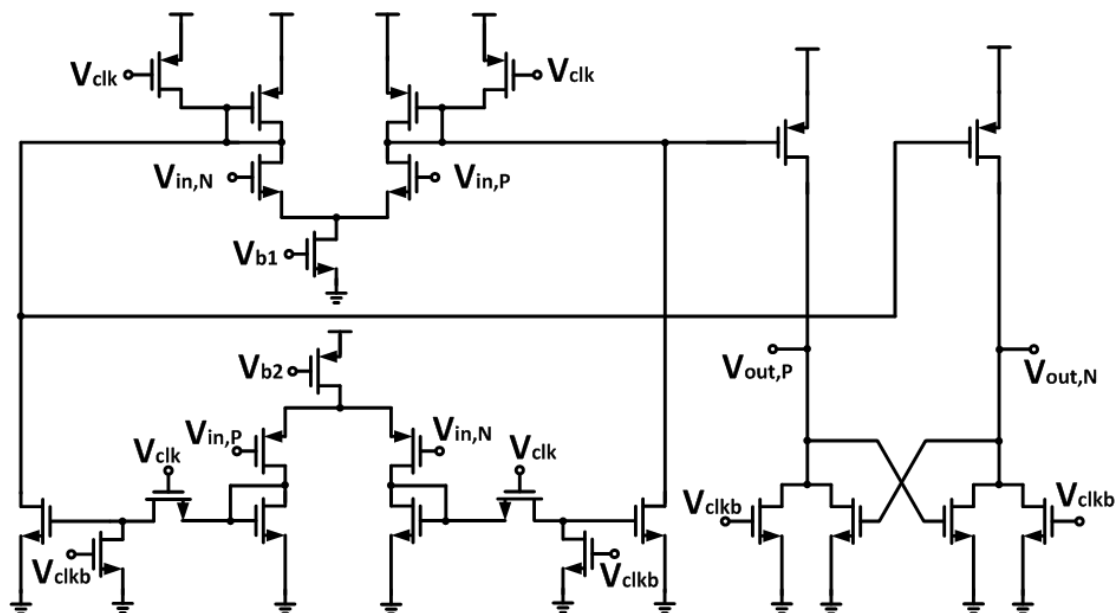 Vclk
Vclk
Vin,N
Vin,P
Vb1
Vb2
Vout,P
Vout,N
Vin,P
Vin,N
Vclk
Vclk
Vclkb
Vclkb
Vclkb
Vclkb